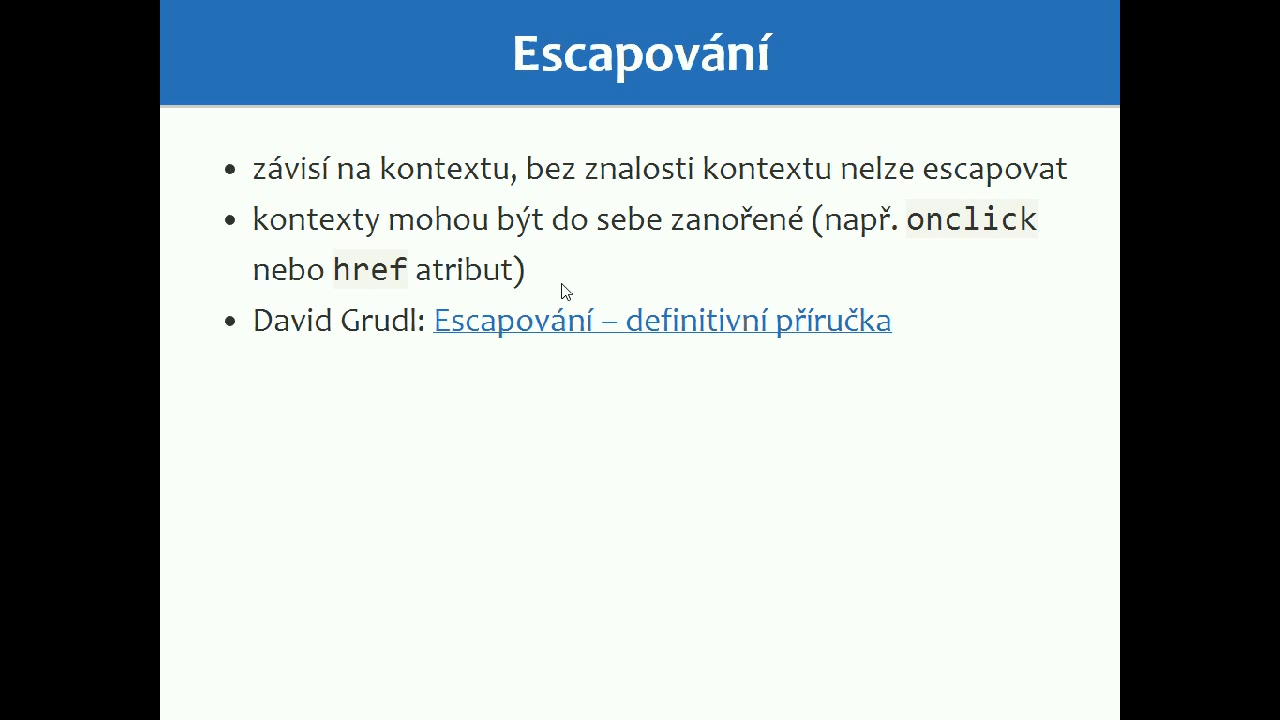 Escapování
• závisí na kontextu, bez znalosti kontextu nelze escapovat
• kontexty mohou být do sebe zanořené (např. onclick
nebo href atribut)
• David Grudl: Escapování – definitivní příručka